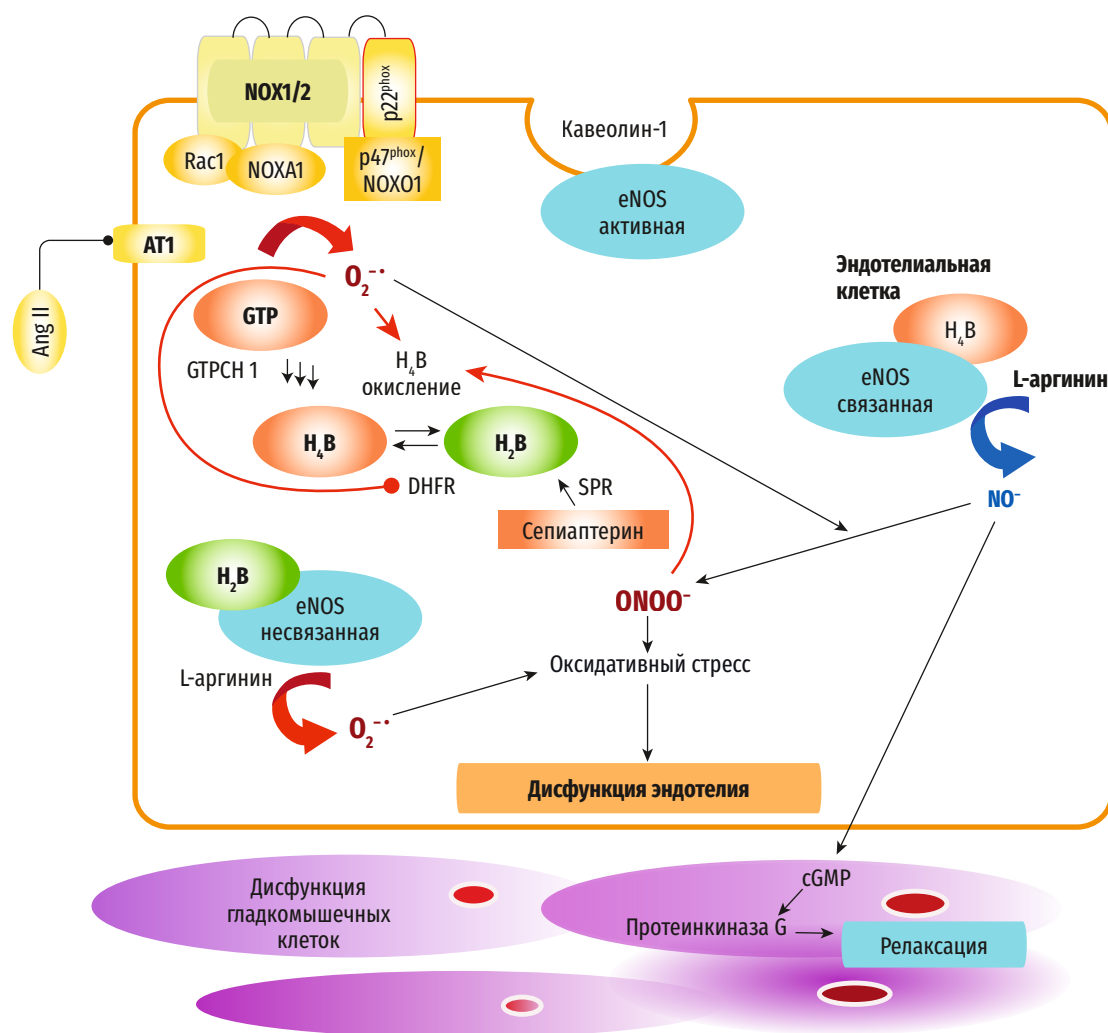 NOX1/2
p22phox
Rac1
NOXA1
p47phox/
NOXO1
Кавеолин-1
eNOS
активная
AT1
Ang II
O2−•
GTP
GTPCH 1
H4B
окисление
Эндотелиальная
клетка
H4B
eNOS
связанная
L-аргинин
NO−
H4B
H2B
DHFR
SPR
Сепиаптерин
H2B
eNOS
несвязанная
L-аргинин
O2−•
ONOO−
Оксидативный стресс
Дисфункция эндотелия
Дисфункция
гладкомышечных
клеток
cGMP
Протеинкиназа G
Релаксация